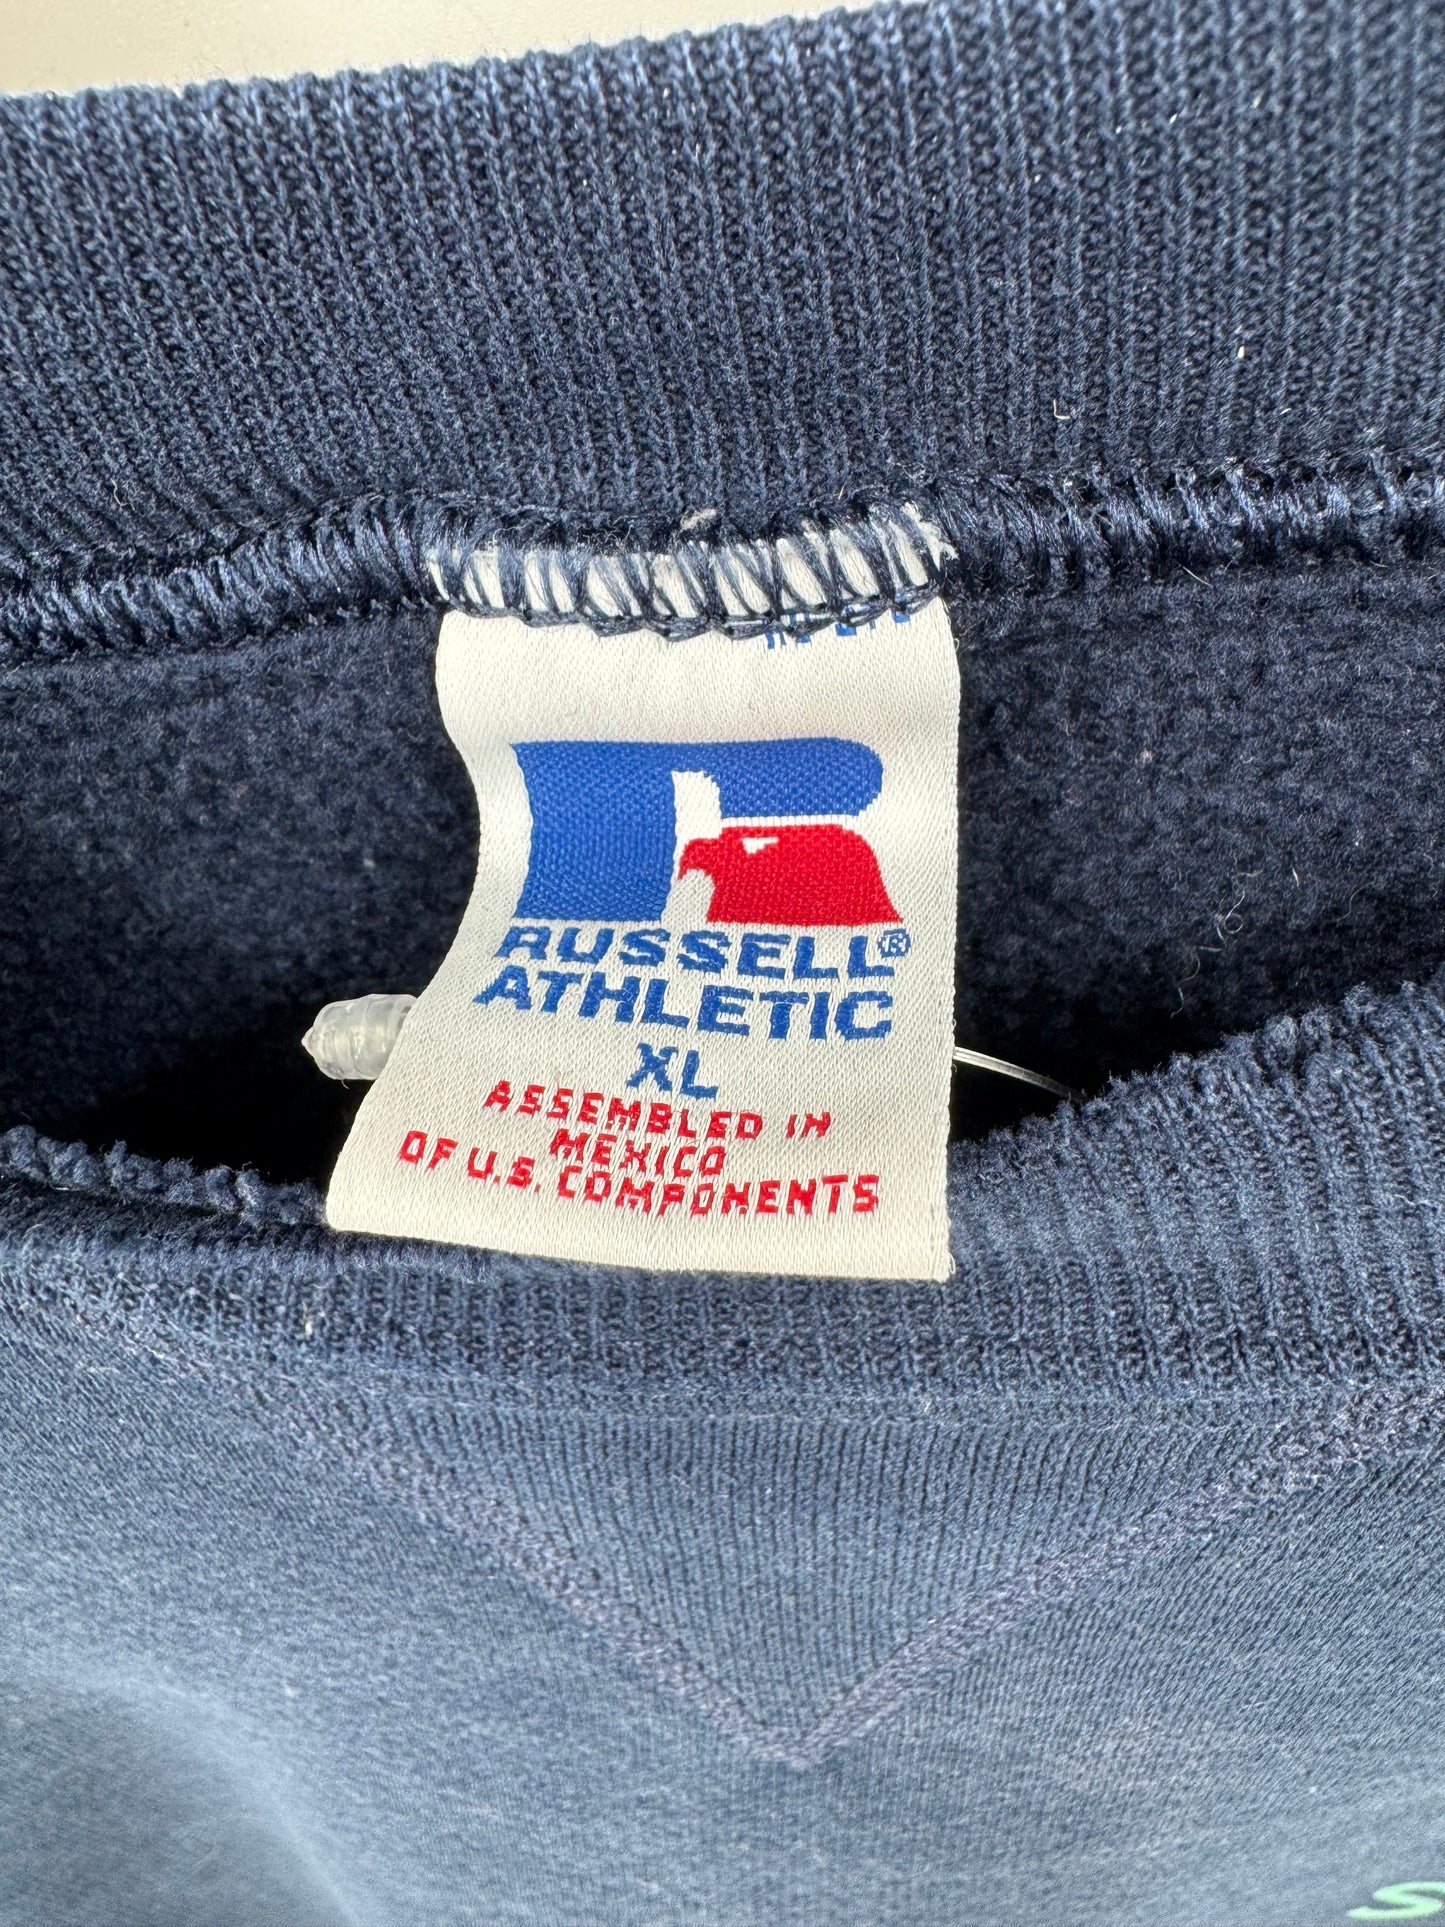 RUSSELL®
ATHLETIC
XL
ASSEMBLED IN
MEXICO
OF U.S. COMPONENTS
S